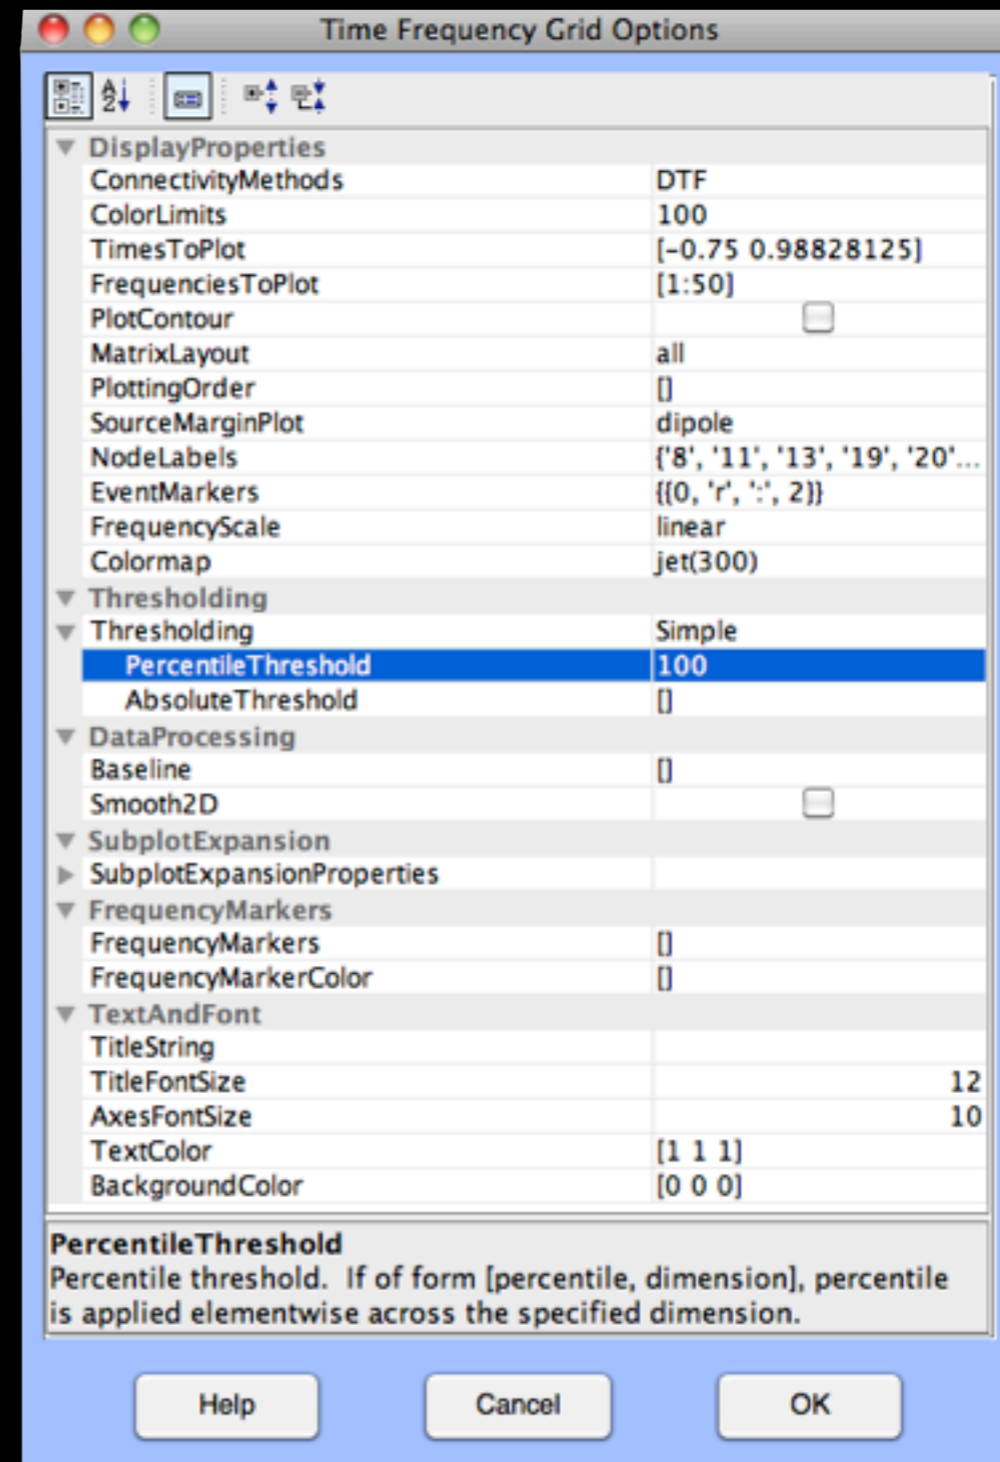 Time Frequency Grid Options
DisplayProperties
ConnectivityMethods DTF
ColorLimits 100
TimesToPlot [-0.75 0.98828125]
FrequenciesToPlot [1:50]
PlotContour
MatrixLayout all
PlottingOrder []
SourceMarginPlot dipole
NodeLabels {'8', '11', '13', '19', '20'...
EventMarkers {{0, 'r', ':', 2}}
FrequencyScale linear
Colormap jet(300)
Thresholding
Thresholding Simple
PercentileThreshold 100
AbsoluteThreshold []
DataProcessing
Baseline []
Smooth2D
SubplotExpansion
SubplotExpansionProperties
FrequencyMarkers
FrequencyMarkers []
FrequencyMarkerColor []
TextAndFont
TitleString
TitleFontSize 12
AxesFontSize 10
TextColor [1 1 1]
BackgroundColor [0 0 0]
PercentileThreshold
Percentile threshold. If of form [percentile, dimension], percentile
is applied elementwise across the specified dimension.
Help Cancel OK